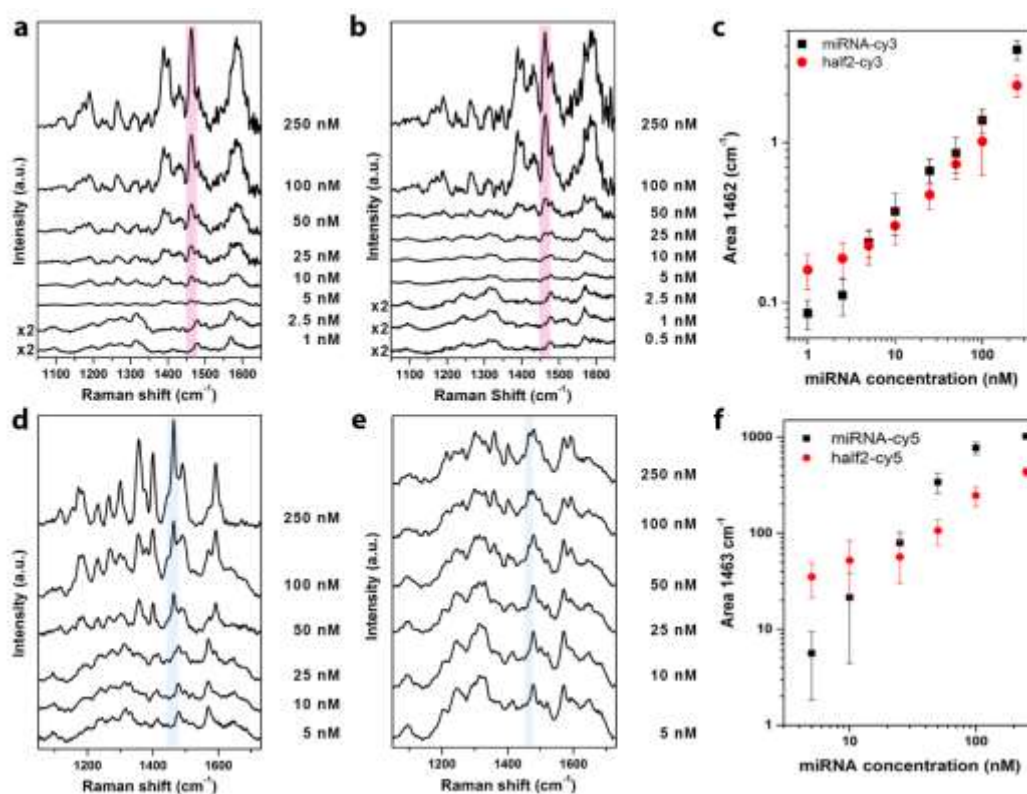 a
Intensity (a.u.)
250 nM
100 nM
50 nM
25 nM
10 nM
5 nM
2.5 nM
1 nM
x2
x2
1100 1200 1300 1400 1500 1600
Raman Shift (cm-1)
b
Intensity (a.u.)
250 nM
100 nM
50 nM
25 nM
10 nM
5 nM
2.5 nM
1 nM
0.5 nM
x2
x2
x2
1100 1200 1300 1400 1500 1600
Raman Shift (cm-1)
c
miRNA-cy3
half2-cy3
Area 1462 (cm-1)
1
0.1
1 10 100
miRNA concentration (nM)
d
Intensity (a.u.)
250 nM
100 nM
50 nM
25 nM
10 nM
5 nM
1200 1400 1600
Raman shift (cm-1)
e
Intensity (a.u.)
250 nM
100 nM
50 nM
25 nM
10 nM
5 nM
1200 1400 1600
Raman shift (cm-1)
f
miRNA-cy5
half2-cy5
Area 1463 cm-1)
1000
100
10
1
10 100
miRNA concentration (nM)